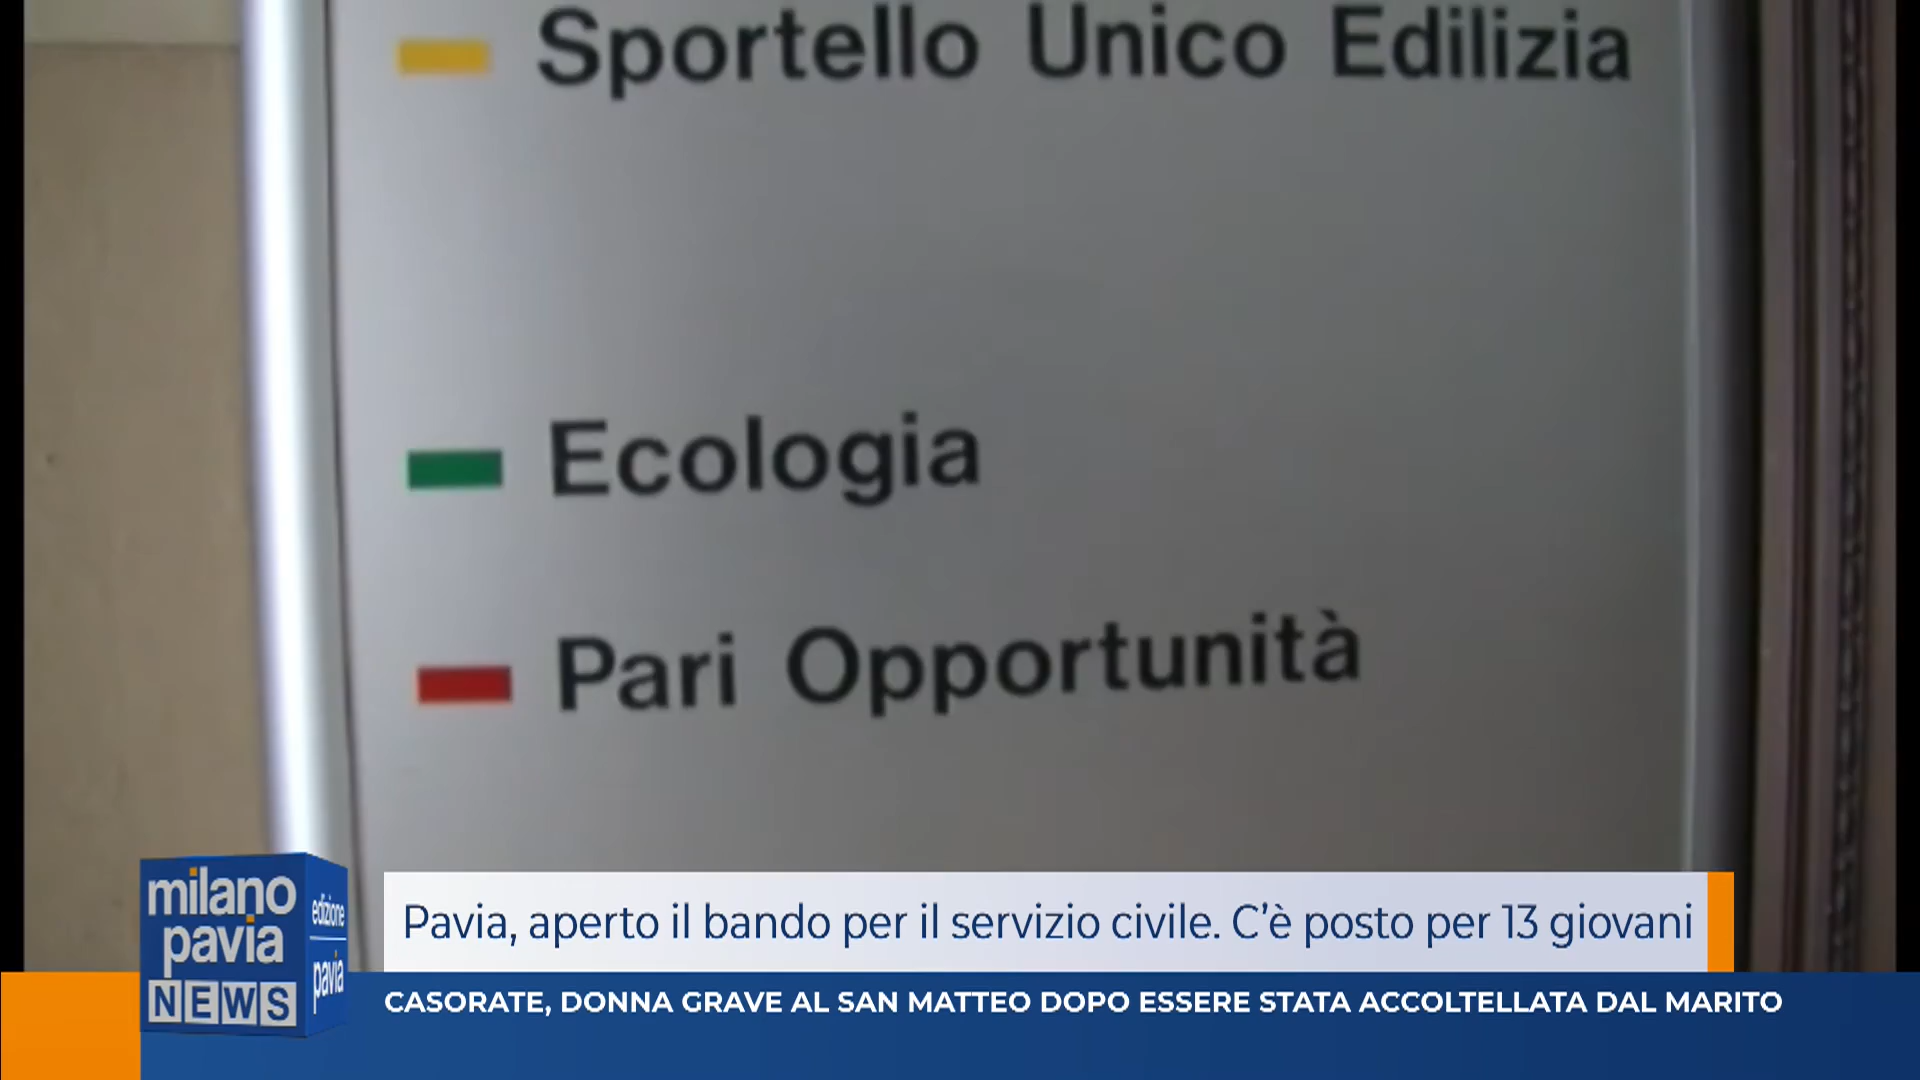 Sportello Unico Edilizia
Ecologia
Pari Opportunità
milano
pavia
NEWS
edizione
pavia
Pavia, aperto il bando per il servizio civile. C'è posto per 13 giovani
CASORATE, DONNA GRAVE AL SAN MATTEO DOPO ESSERE STATA ACCOLTELLATA DAL MARITO